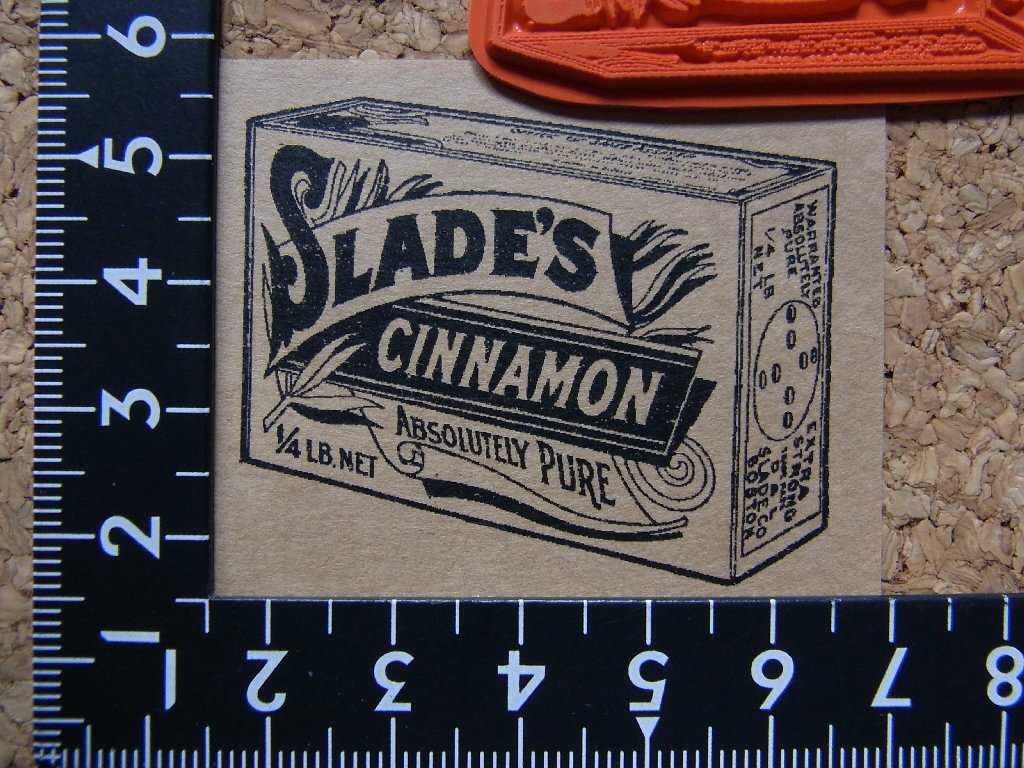 SLADE'S
CINNAMON
ABSOLUTELY PURE
1/4 LB. NET
WARRANTED
ABSOLUTELY
PURE
1/4 LB
NET
EXTRA
STRONG
D & L
SLADE CO
BOSTON
6
5
4
3
2
1
1 2 3 4 5 6 7 8